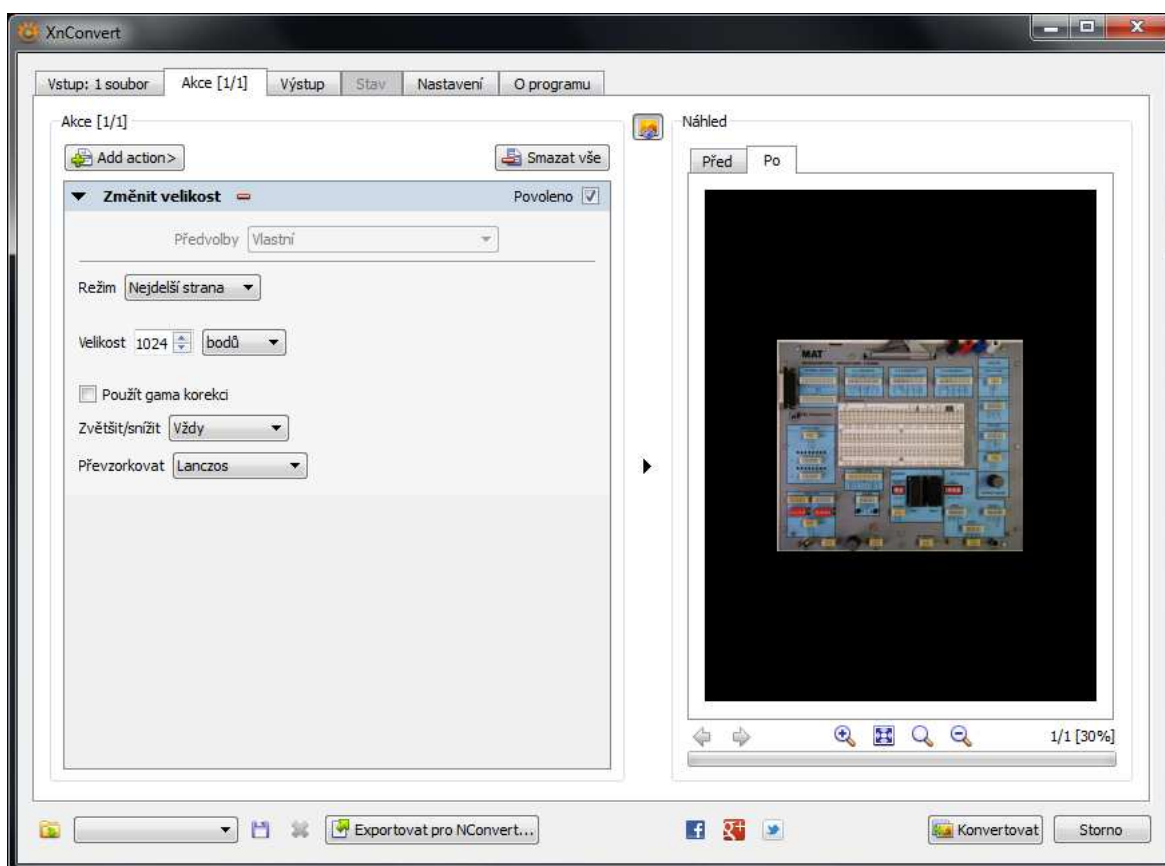 XnConvert
Vstup: 1 soubor Akce [1/1] Výstup Stav Nastavení O programu
Akce [1/1]
Add action>
Smazat vše
Změnit velikost
Povoleno
Předvolby Vlastní
Režim Nejdelší strana
Velikost 1024 bodů
Použít gama korekci
Zvětšit/snížit Vždy
Převzorkovat Lanczos
Náhled
Před Po
MAT
1/1 [30%]
Exportovat pro NConvert...
Konvertovat
Storno